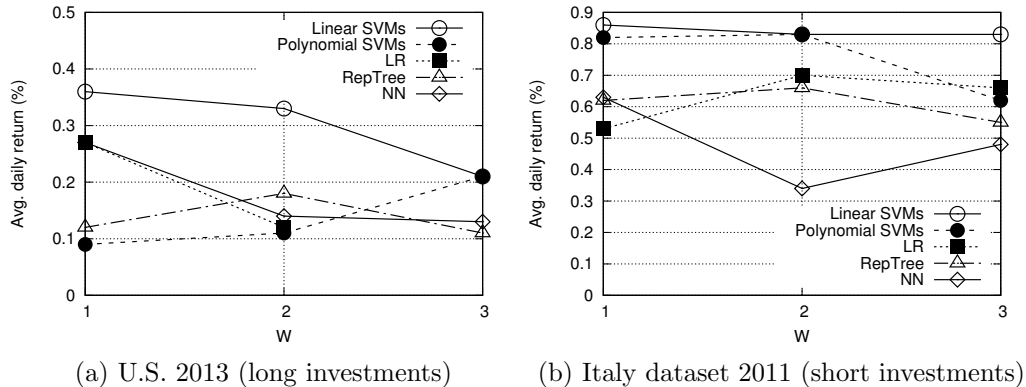 0.5
0.4
0.3
0.2
0.1
0
Avg. daily return (%)
1
2
3
W
Linear SVMs
Polynomial SVMs
LR
RepTree
NN
(a) U.S. 2013 (long investments)
0.9
0.8
0.7
0.6
0.5
0.4
0.3
0.2
0.1
0
Avg. daily return (%)
1
2
3
W
Linear SVMs
Polynomial SVMs
LR
RepTree
NN
(b) Italy dataset 2011 (short investments)